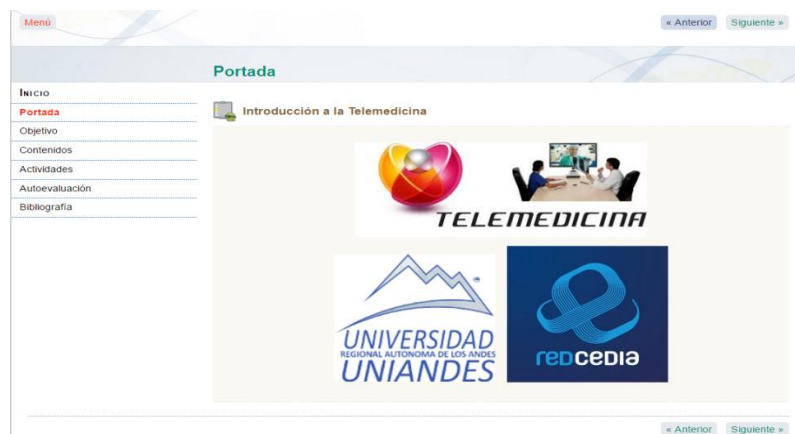 Menú
« Anterior Siguiente »
Portada
INICIO
Portada
Objetivo
Contenidos
Actividades
Autoevaluación
Bibliografía
Introducción a la Telemedicina
TELEMEDICINA
UNIVERSIDAD
REGIONAL AUTONOMA DE LOS ANDES
UNIANDES
redcedia
« Anterior Siguiente »